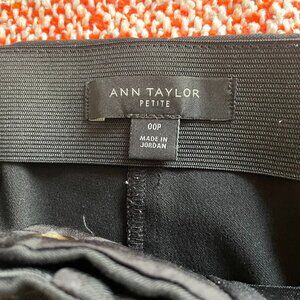 ANN TAYLOR
PETITE
00P
MADE IN
JORDAN